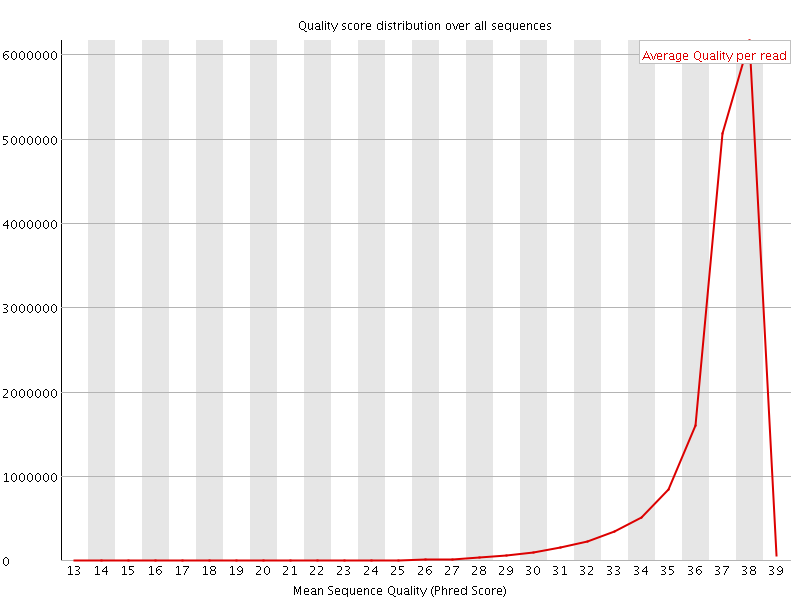 Quality score distribution over all sequences
Average Quality per read
6000000
5000000
4000000
3000000
2000000
1000000
0
13 14 15 16 17 18 19 20 21 22 23 24 25 26 27 28 29 30 31 32 33 34 35 36 37 38 39
Mean Sequence Quality (Phred Score)